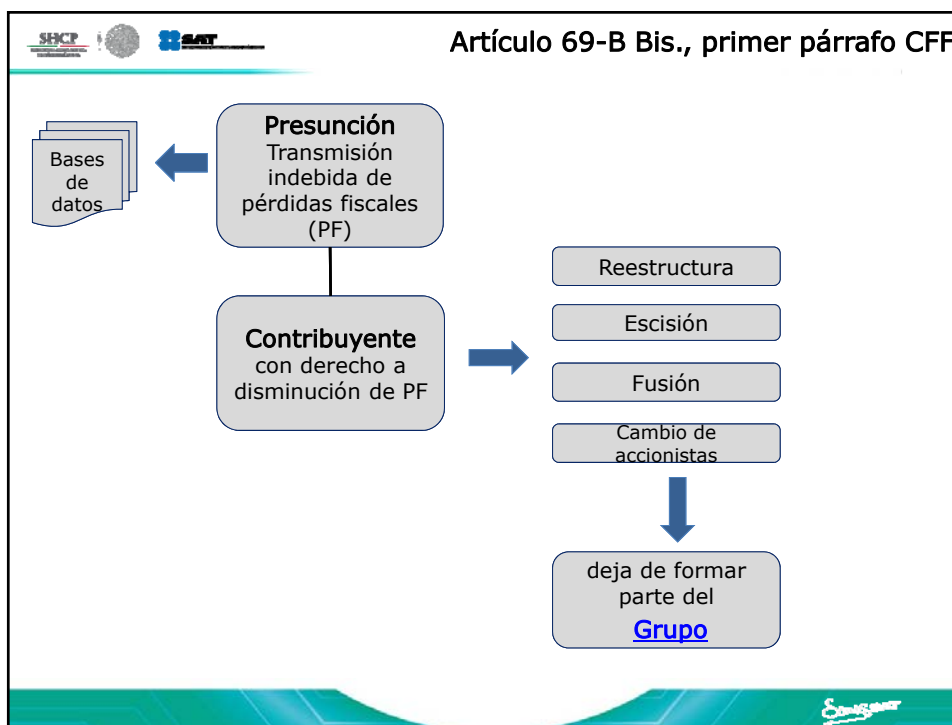 SHCP
SAT
Artículo 69-B Bis., primer párrafo CFF
Bases
de
datos
Presunción
Transmisión
indebida de
pérdidas fiscales
(PF)
Contribuyente
con derecho a
disminución de PF
Reestructura
Escisión
Fusión
Cambio de
accionistas
deja de formar
parte del
Grupo